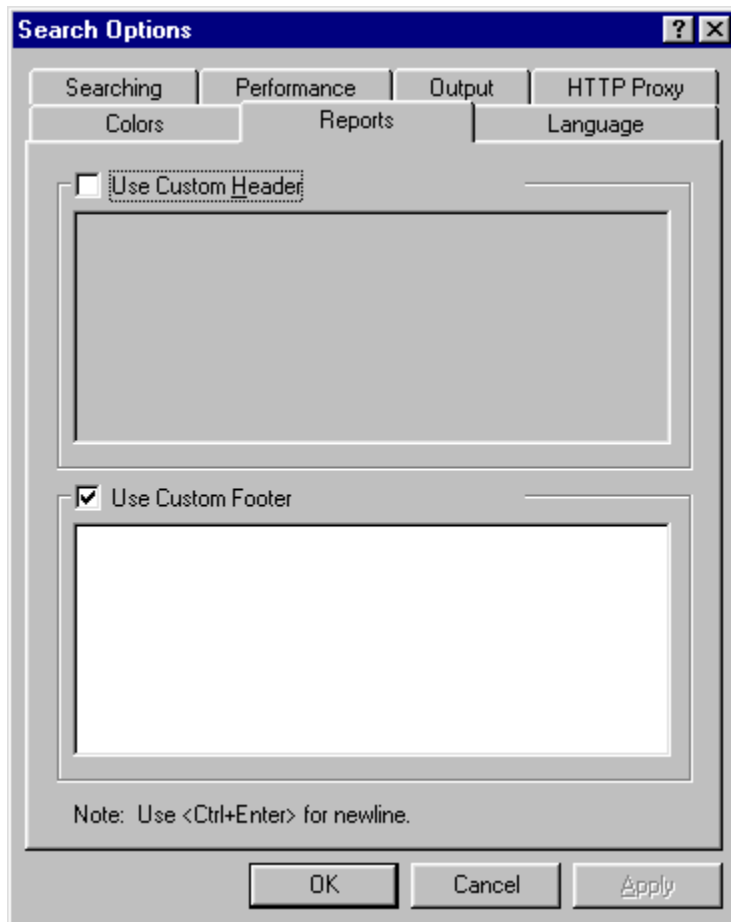 Search Options
Searching Performance Output HTTP Proxy
Colors Reports Language
Use Custom Header
Use Custom Footer
Note: Use <Ctrl+Enter> for newline.
OK Cancel Apply